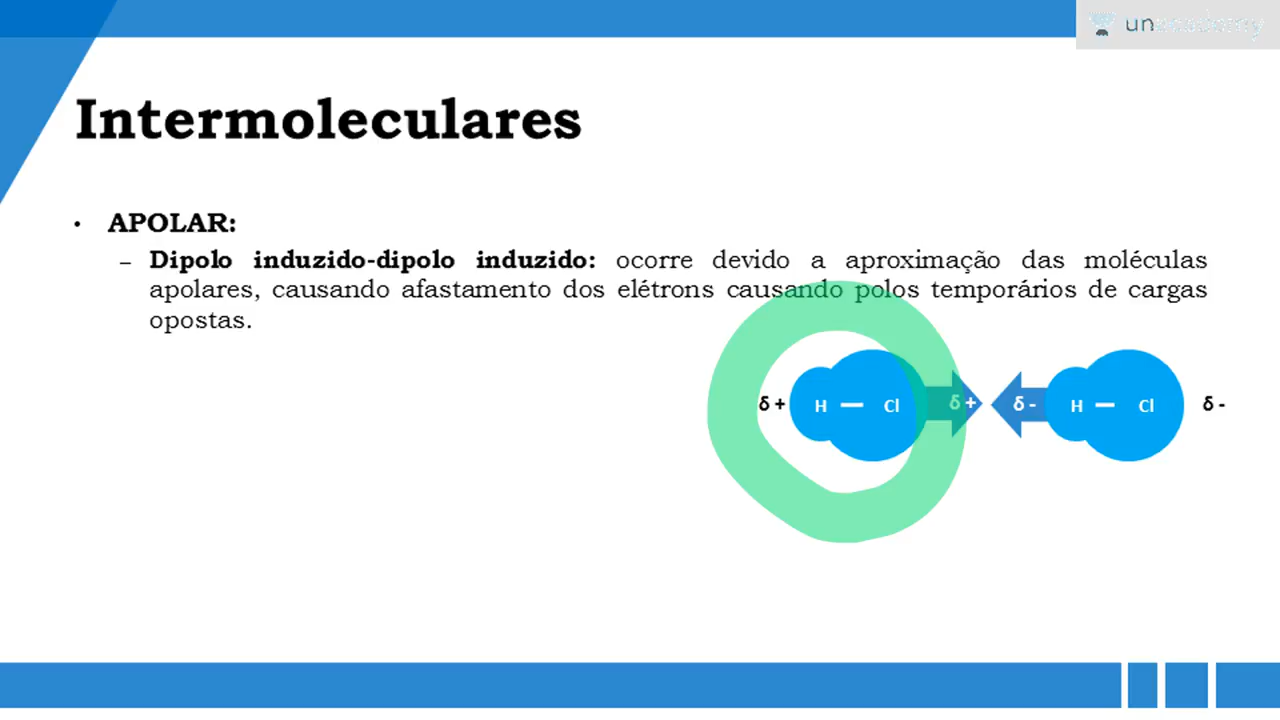 unacademy
Intermoleculares
• APOLAR:
– Dipolo induzido-dipolo induzido: ocorre devido a aproximação das moléculas
apolares, causando afastamento dos elétrons causando polos temporários de cargas
opostas.
δ + H — Cl δ + δ - H — Cl δ -